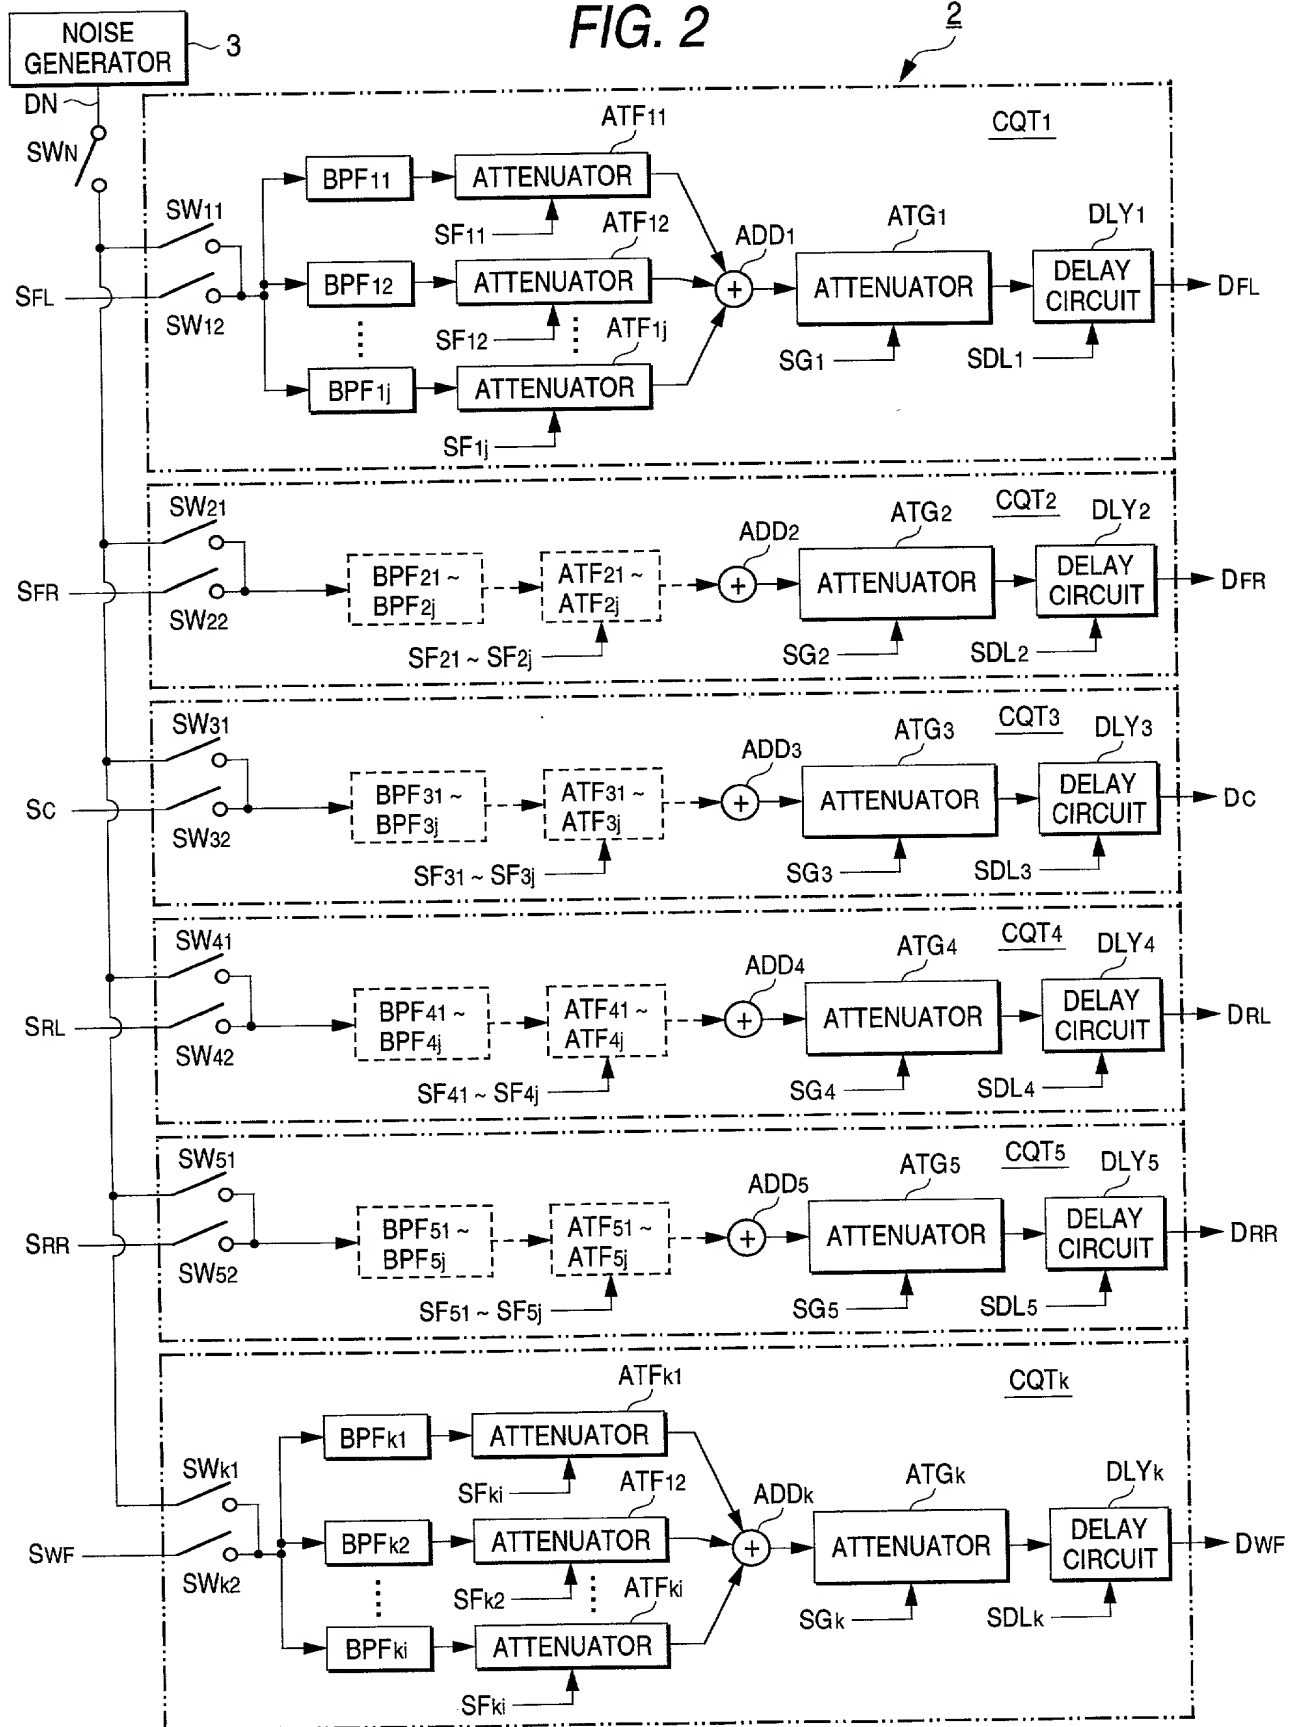 FIG. 2
2
NOISE
GENERATOR
3
DN
SWN
CQT1
ATF11
BPF11
ATTENUATOR
SW11
SF11
ATF12
ADD1
ATG1
DLY1
SFL
BPF12
ATTENUATOR
+
ATTENUATOR
DELAY
CIRCUIT
DFL
SW12
SF12
ATF1j
SG1
SDL1
BPF1j
ATTENUATOR
SF1j
CQT2
SW21
ADD2
ATG2
DLY2
SFR
BPF21 ~
BPF2j
ATF21 ~
ATF2j
+
ATTENUATOR
DELAY
CIRCUIT
DFR
SW22
SF21 ~ SF2j
SG2
SDL2
CQT3
SW31
ADD3
ATG3
DLY3
SC
BPF31 ~
BPF3j
ATF31 ~
ATF3j
+
ATTENUATOR
DELAY
CIRCUIT
DC
SW32
SF31 ~ SF3j
SG3
SDL3
CQT4
SW41
ADD4
ATG4
DLY4
SRL
BPF41 ~
BPF4j
ATF41 ~
ATF4j
+
ATTENUATOR
DELAY
CIRCUIT
DRL
SW42
SF41 ~ SF4j
SG4
SDL4
CQT5
SW51
ADD5
ATG5
DLY5
SRR
BPF51 ~
BPF5j
ATF51 ~
ATF5j
+
ATTENUATOR
DELAY
CIRCUIT
DRR
SW52
SF51 ~ SF5j
SG5
SDL5
CQTk
ATFk1
BPFk1
ATTENUATOR
SWk1
SFki
ATF12
ADDk
ATGk
DLYk
SWF
BPFk2
ATTENUATOR
+
ATTENUATOR
DELAY
CIRCUIT
DWF
SWk2
SFk2
ATFki
SGk
SDLk
BPFki
ATTENUATOR
SFki